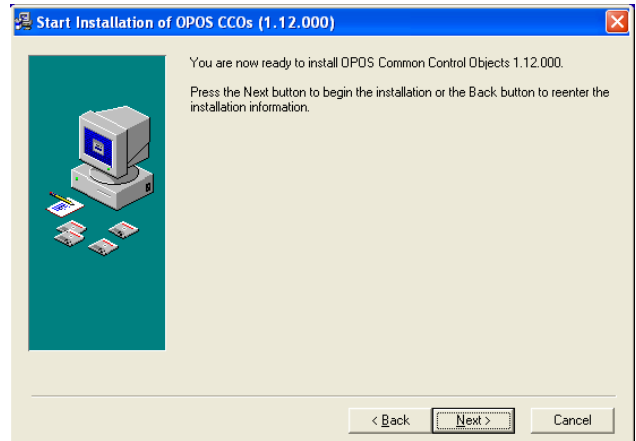 Start Installation of OPOS CCOs (1.12.000)
You are now ready to install OPOS Common Control Objects 1.12.000.
Press the Next button to begin the installation or the Back button to reenter the
installation information.
< Back
Next >
Cancel